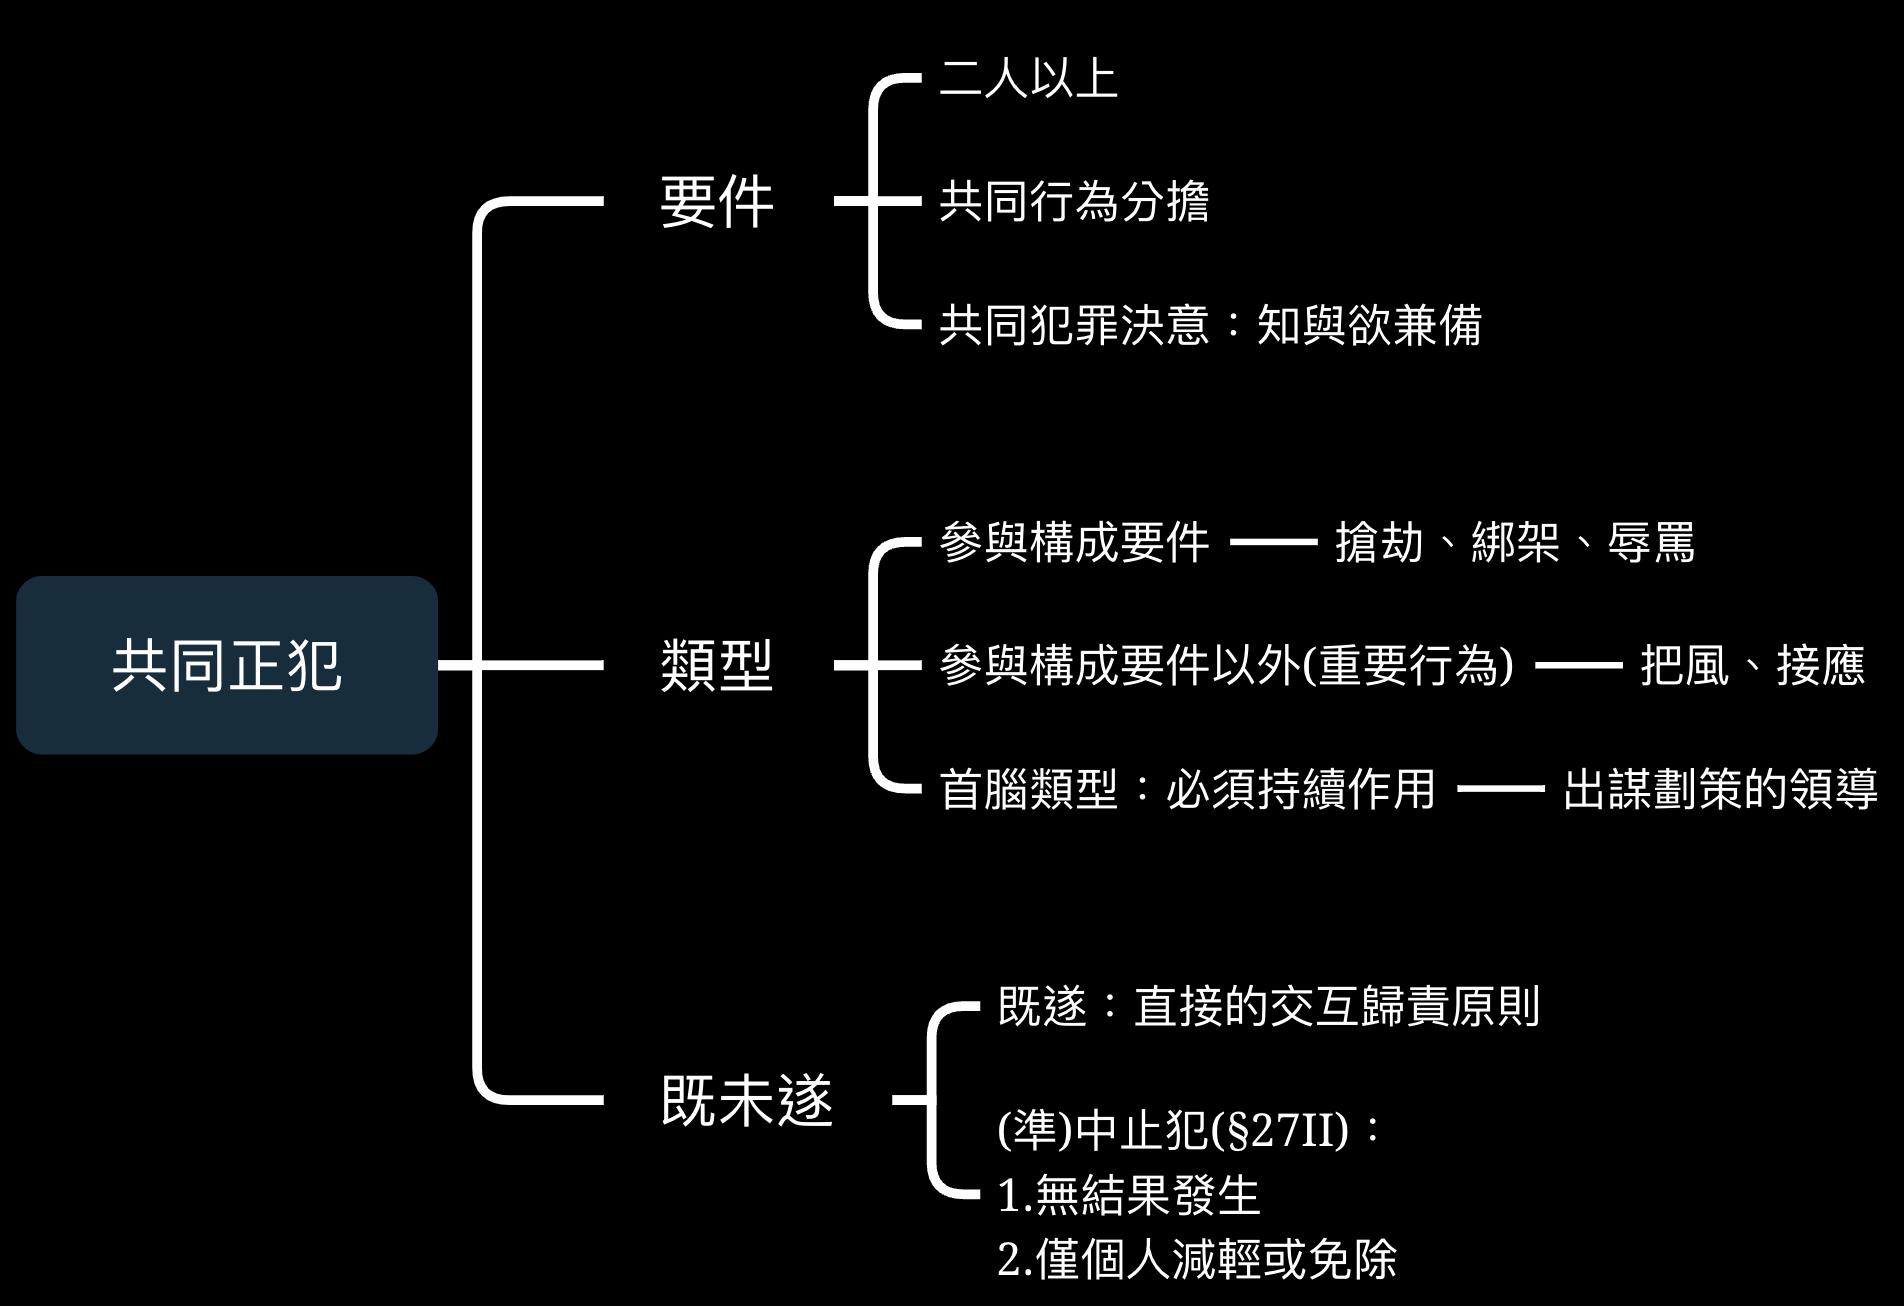 共同正犯
要件
二人以上
共同行為分擔
共同犯罪決意：知與欲兼備
類型
參與構成要件
搶劫、綁架、辱罵
參與構成要件以外(重要行為)
把風、接應
首腦類型：必須持續作用
出謀劃策的領導
既未遂
既遂：直接的交互歸責原則
(準)中止犯(§27II)：
1.無結果發生
2.僅個人減輕或免除